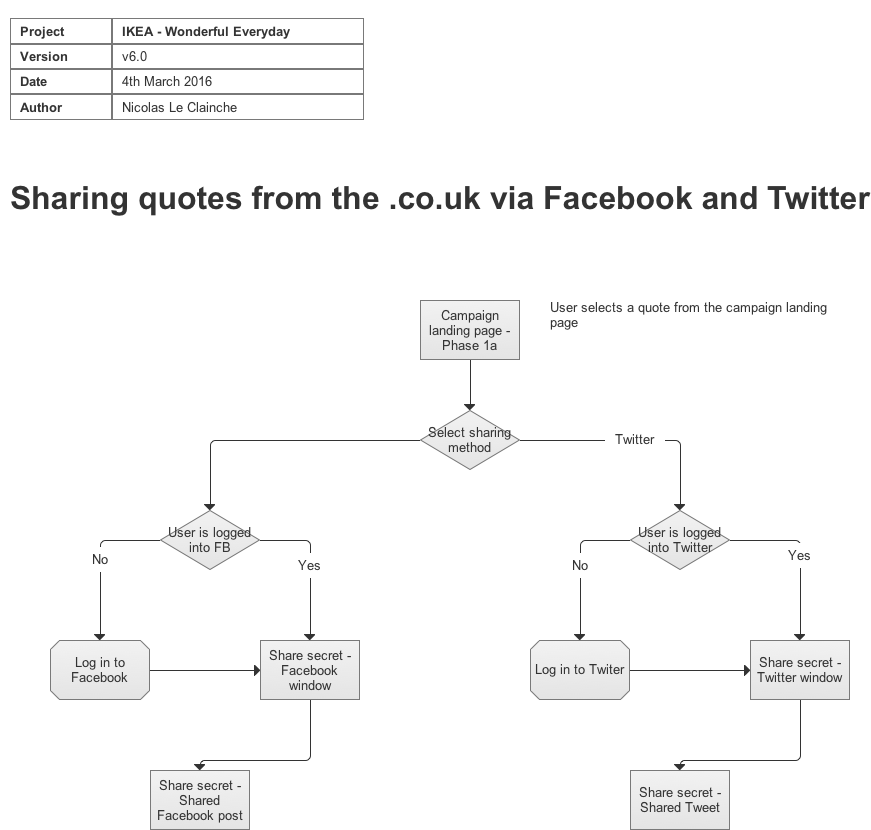 Project IKEA - Wonderful Everyday
Version v6.0
Date 4th March 2016
Author Nicolas Le Clainche
Sharing quotes from the .co.uk via Facebook and Twitter
Campaign
landing page -
Phase 1a
User selects a quote from the campaign landing
page
Select sharing
method
Twitter
User is logged
into FB
No
Yes
User is logged
into Twitter
No
Yes
Log in to
Facebook
Share secret -
Facebook
window
Log in to Twiter
Share secret -
Twitter window
Share secret -
Shared
Facebook post
Share secret -
Shared Tweet